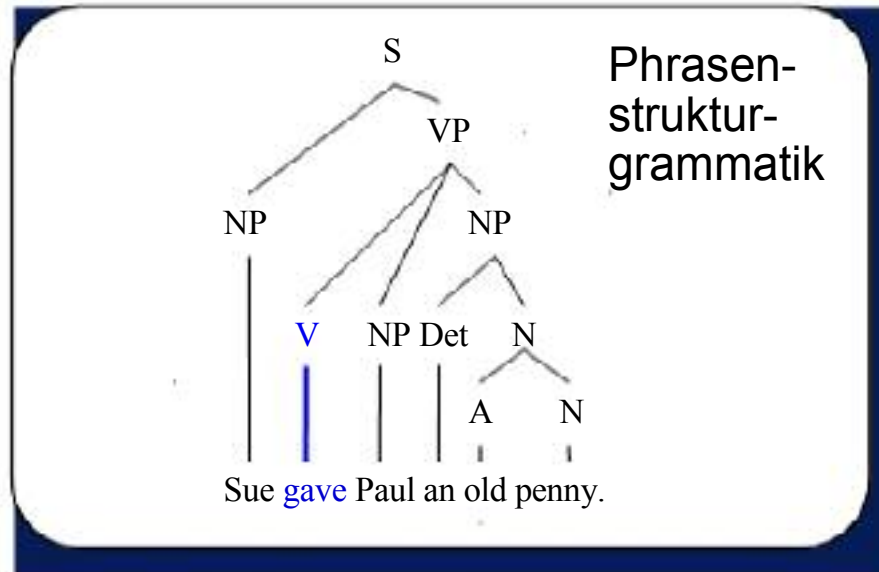 S
Phrasen-
struktur-
grammatik
VP
NP NP
V NP Det N
A N
Sue gave Paul an old penny.